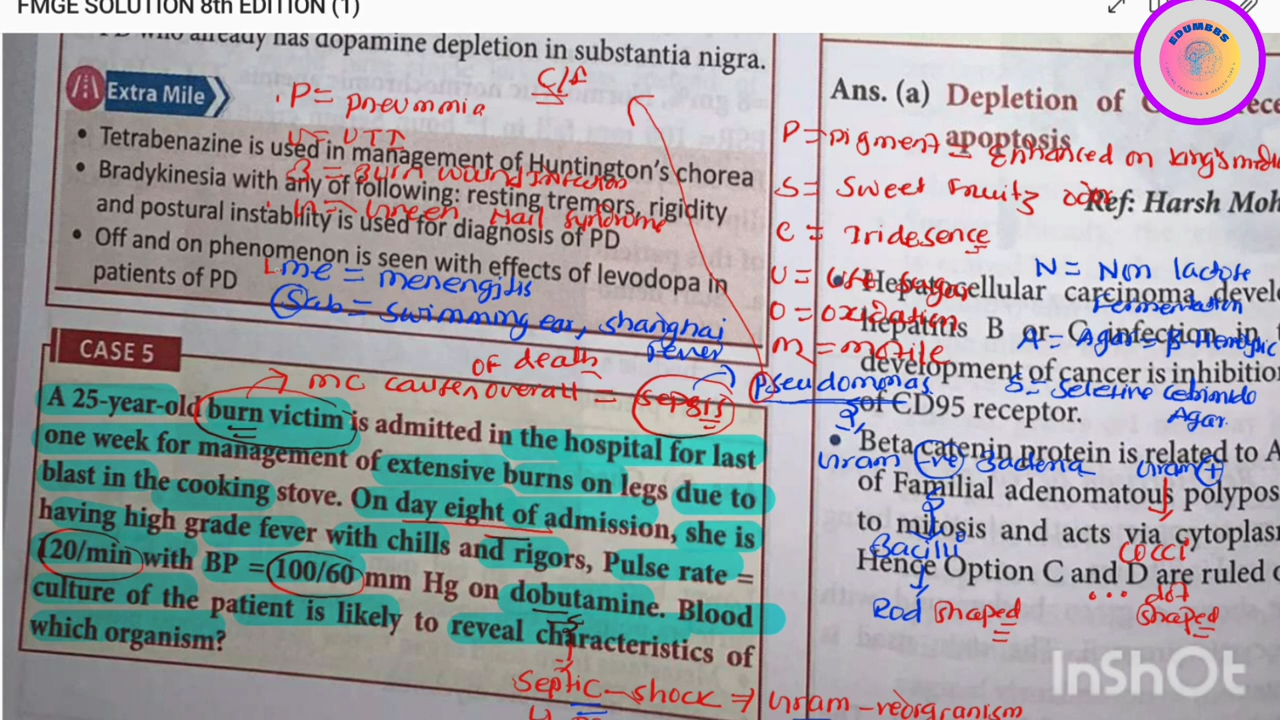 FMGE SOLUTION 8th EDITION (1)
EDUMBBS
who already has dopamine depletion in substantia nigra.
Extra Mile
C/F
P = pneummia
U = UTI
B = Burn wound infection
Green Nail syndrome
Tetrabenazine is used in management of Huntington's chorea
Bradykinesia with any of following: resting tremors, rigidity
and postural instability is used for diagnosis of PD
Off and on phenomenon is seen with effects of levodopa in
patients of PD
me = menengitis
Sab = swimming ear, shanghai
Fever
CASE 5
of death
mc causen overall = sepsis
Pseudomonas
A 25-year-old burn victim is admitted in the hospital for last
one week for management of extensive burns on legs due to
blast in the cooking stove. On day eight of admission, she is
having high grade fever with chills and rigors, Pulse rate =
120/min with BP = 100/60 mm Hg on dobutamine. Blood
culture of the patient is likely to reveal characteristics of
which organism?
Septic-shock → Gram -reorgranism
Ans. (a) Depletion of
apoptosis
P = pigment = enhanced on king's
S = Sweet fruity
Ref: Harsh Moh
C = Iridesence
O = oxidation
m = motile
N = Non lactose
Fermentation
A = Agar = β Hemoglic
S = Seletine Cebimido
Agar
Hepatocellular carcinoma devel
hepatitis B or C infection in
development of cancer is inhibition
of CD95 receptor.
Beta catenin protein is related to A
of Familial adenomatous polypos
to mitosis and acts via cytoplas
Hence Option C and D are ruled
Gram (-ve) Bacteria
Gram (+)
Bacilli
cocci
dot
Rod shaped
shaped
InShOt